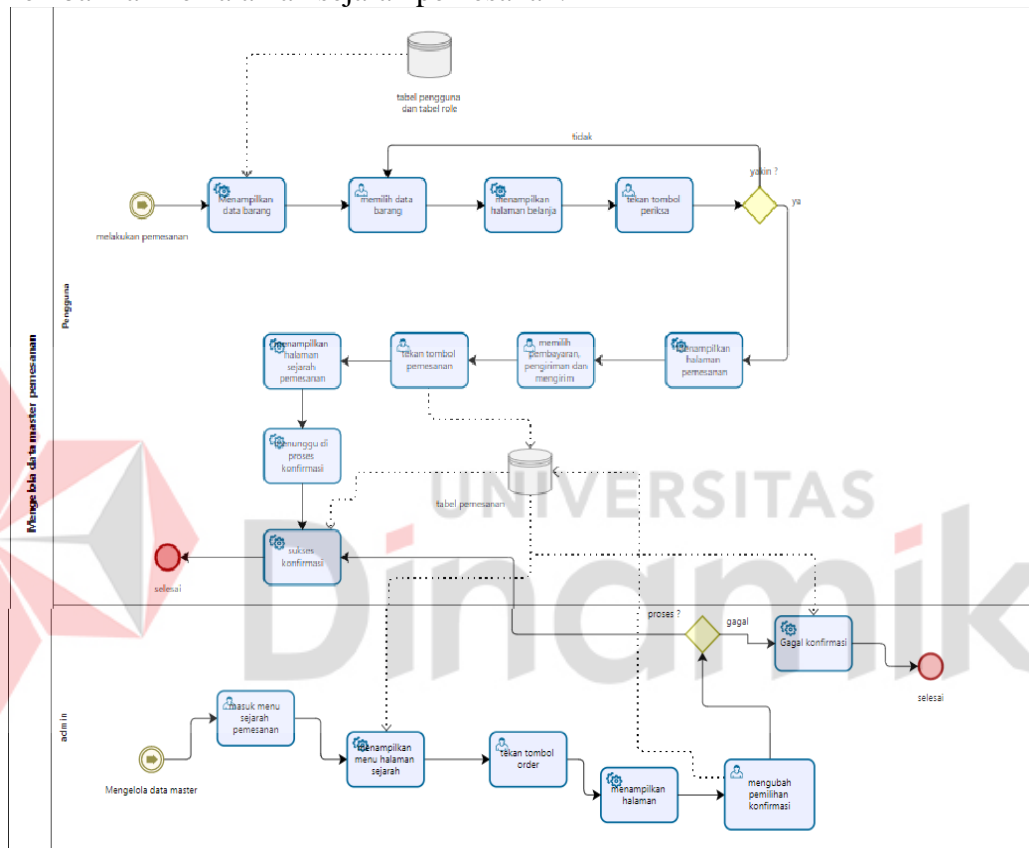 tabel pengguna
dan tabel role
tidak
yakin ?
ya
Menampilkan
data barang
memilih data
barang
menampilkan
halaman belanja
tekan tombol
periksa
melakukan pemesanan
Pengguna
Mengelola data master pemesanan
menampilkan
halaman
sejarah
pemesanan
tekan tombol
pemesanan
memilih
pembayaran,
pengiriman dan
mengirim
menampilkan
halaman
pemesanan
menunggu di
proses
konfirmasi
tabel pemesanan
UNIVERSITAS
Dinamik
sukses
konfirmasi
selesai
proses ?
gagal
Gagal konfirmasi
selesai
admin
masuk menu
sejarah
pemesanan
menampilkan
menu halaman
sejarah
tekan tombol
order
menampilkan
halaman
mengubah
pemilihan
konfirmasi
Mengelola data master